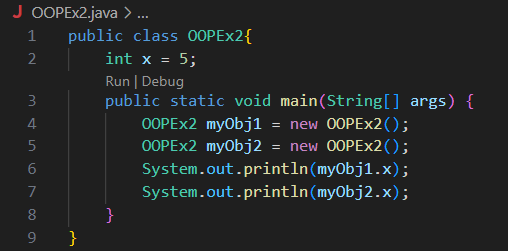 J OOPEx2.java > ...
1 public class OOPEx2{
2 int x = 5;
Run | Debug
3 public static void main(String[] args) {
4 OOPEx2 myObj1 = new OOPEx2();
5 OOPEx2 myObj2 = new OOPEx2();
6 System.out.println(myObj1.x);
7 System.out.println(myObj2.x);
8 }
9 }